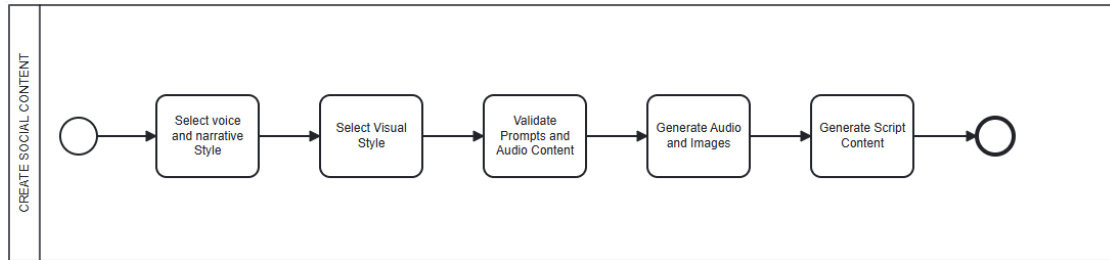 CREATE SOCIAL CONTENT
Select voice
and narrative
Style
Select Visual
Style
Validate
Prompts and
Audio Content
Generate Audio
and Images
Generate Script
Content